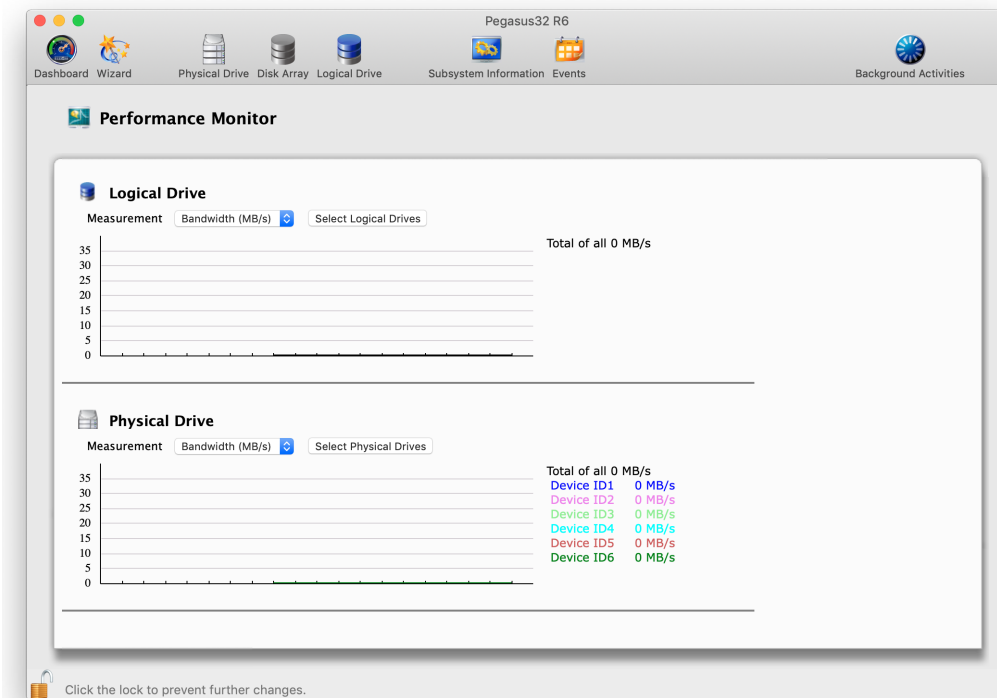 Pegasus32 R6
Dashboard Wizard Physical Drive Disk Array Logical Drive Subsystem Information Events Background Activities
Performance Monitor
Logical Drive
Measurement Bandwidth (MB/s) Select Logical Drives
Total of all 0 MB/s
35
30
25
20
15
10
5
0
Physical Drive
Measurement Bandwidth (MB/s) Select Physical Drives
Total of all 0 MB/s
Device ID1 0 MB/s
Device ID2 0 MB/s
Device ID3 0 MB/s
Device ID4 0 MB/s
Device ID5 0 MB/s
Device ID6 0 MB/s
35
30
25
20
15
10
5
0
Click the lock to prevent further changes.